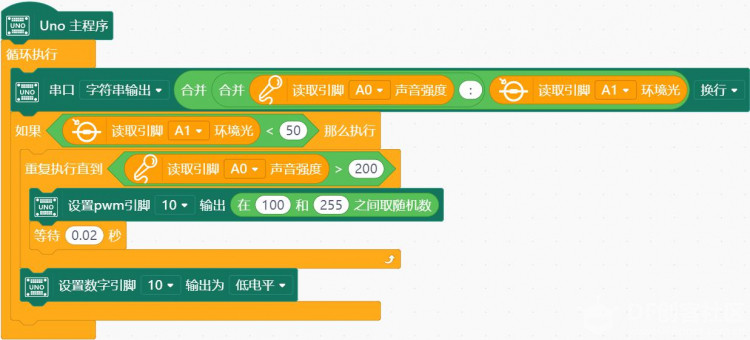 Uno 主程序
循环执行
串口 字符串输出 合并 合并 读取引脚 A0 声音强度 : 读取引脚 A1 环境光 换行
如果 读取引脚 A1 环境光 < 50 那么执行
重复执行直到 读取引脚 A0 声音强度 > 200
设置pwm引脚 10 输出 在 100 和 255 之间取随机数
等待 0.02 秒
设置数字引脚 10 输出为 低电平